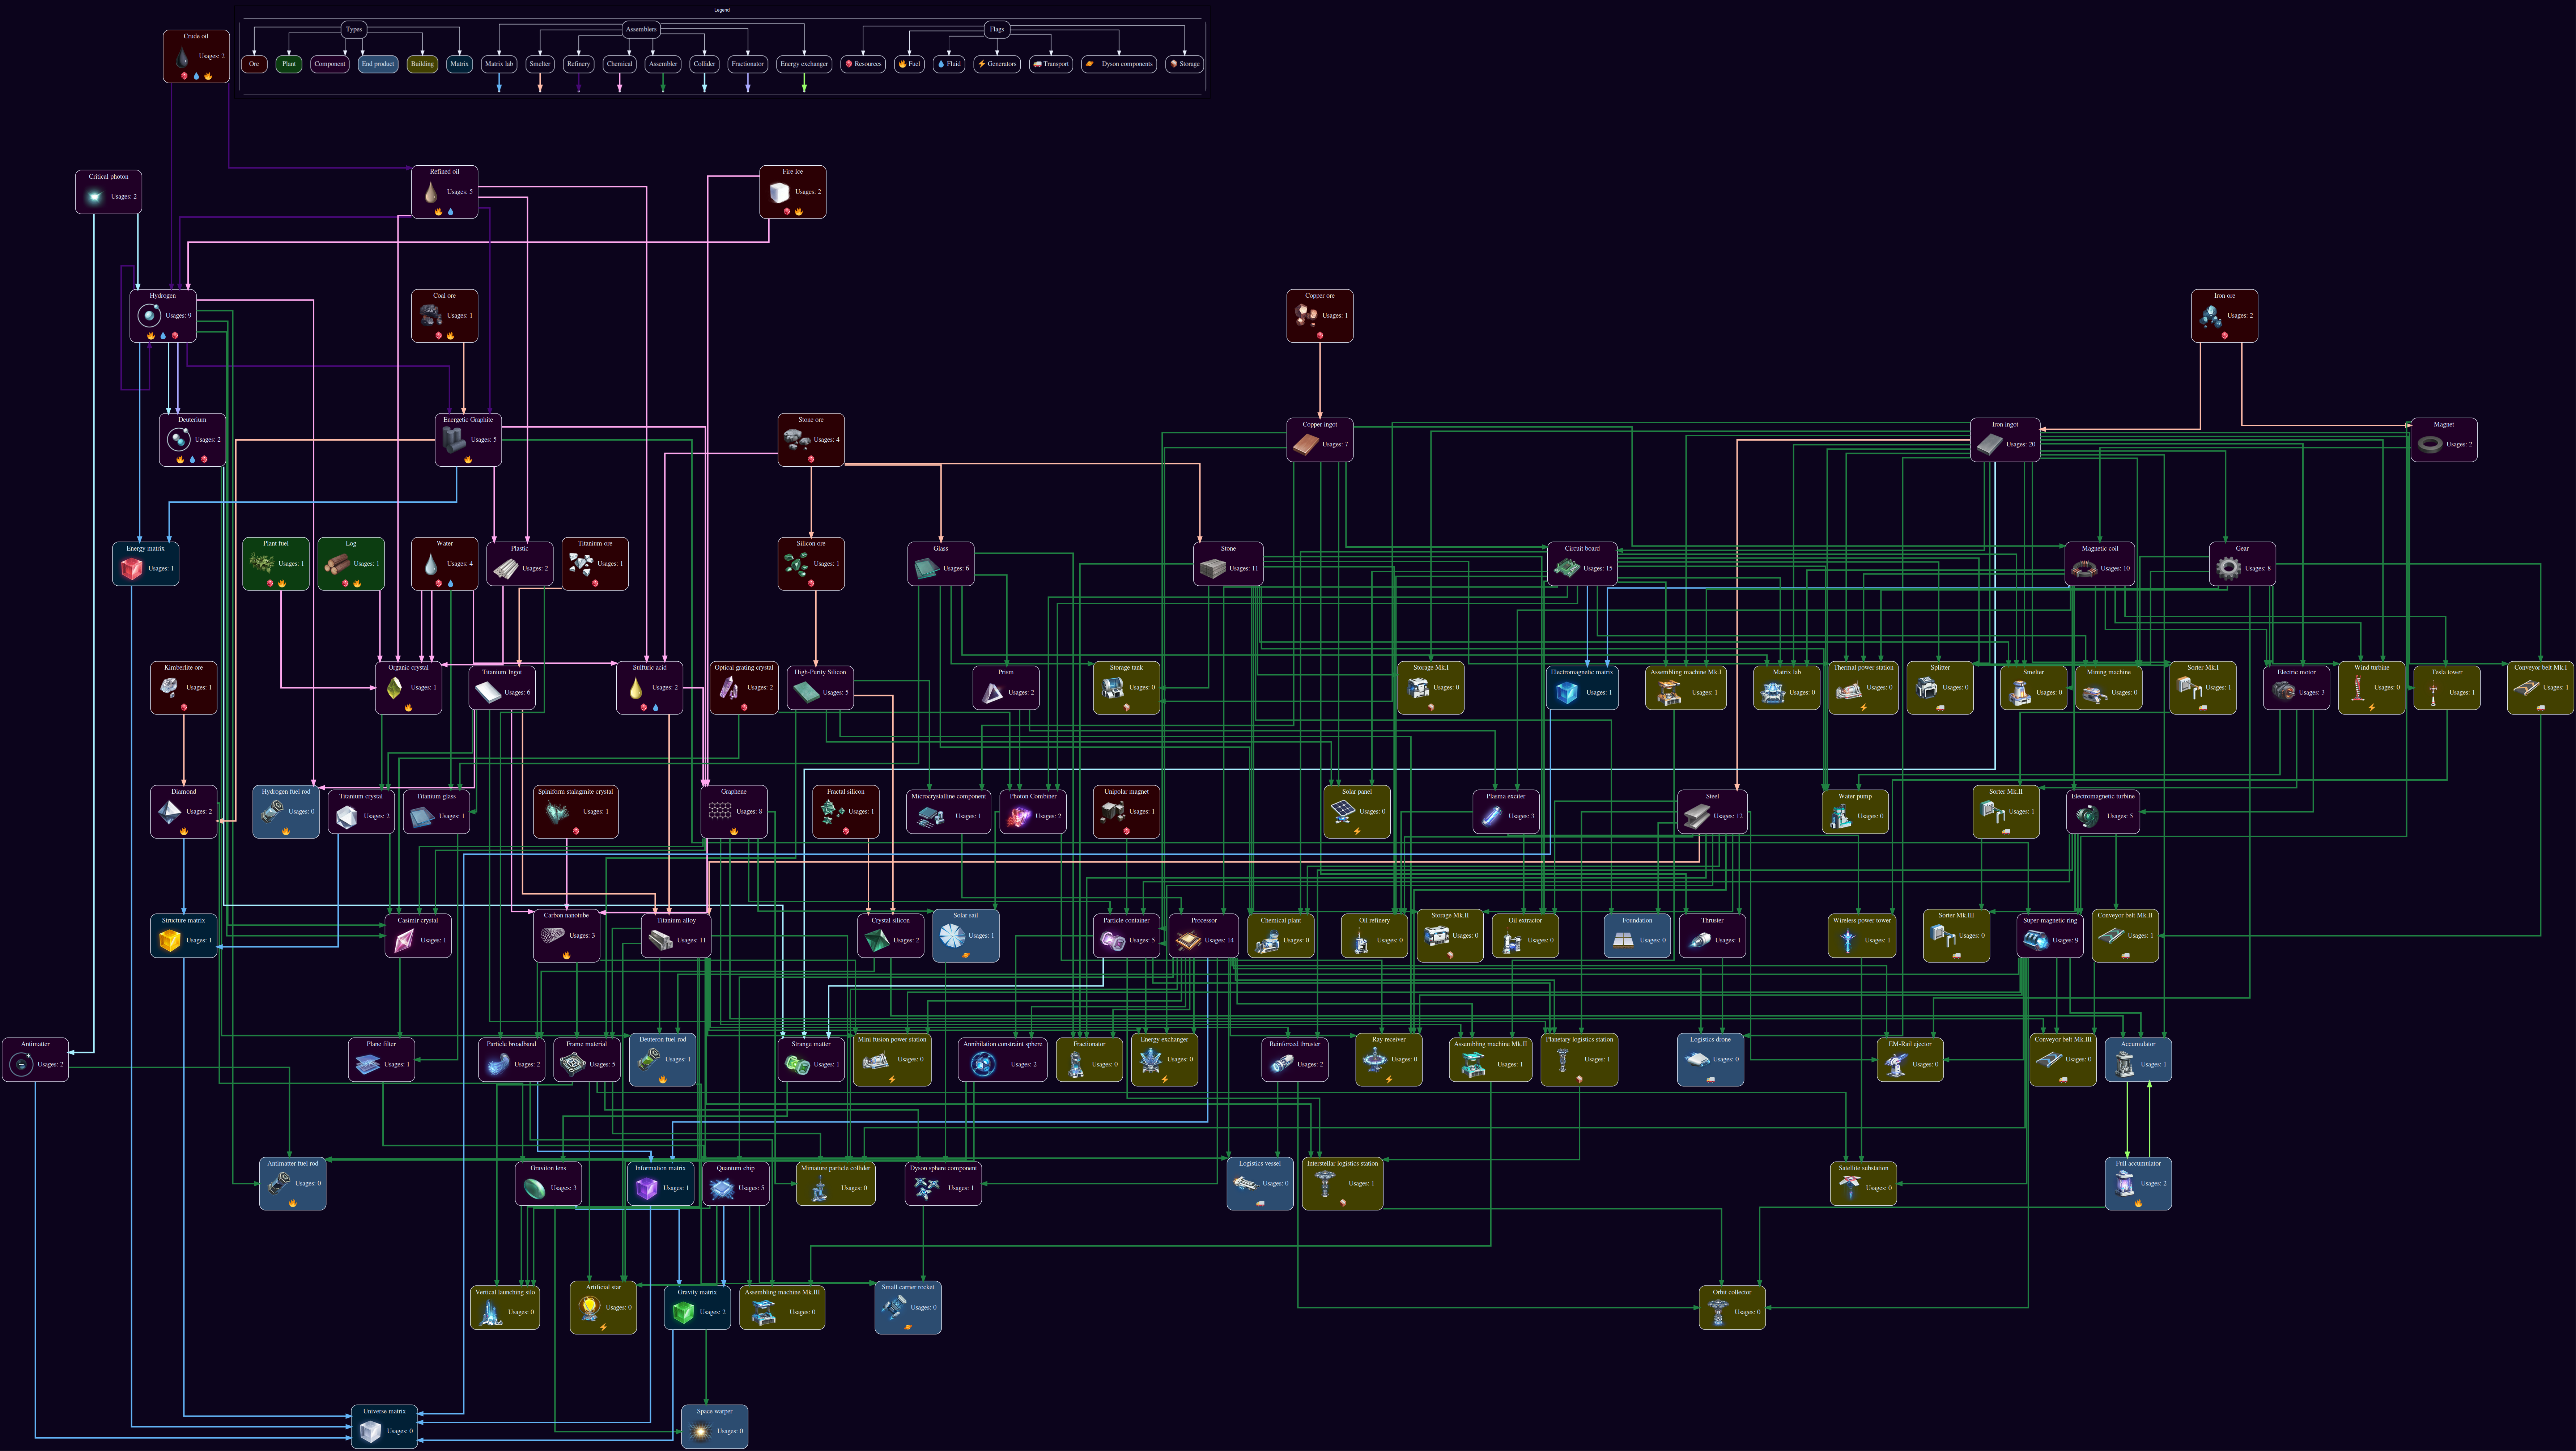 Legend
Types
Assemblers
Flags
Ore
Plant
Component
End product
Building
Matrix
Matrix lab
Smelter
Refinery
Chemical
Assembler
Collider
Fractionator
Energy exchanger
Resources
Fuel
Fluid
Generators
Transport
Dyson components
Storage
Crude oil
Usages: 2
Critical photon
Usages: 2
Refined oil
Usages: 5
Fire Ice
Usages: 2
Hydrogen
Usages: 9
Coal ore
Usages: 1
Copper ore
Usages: 1
Iron ore
Usages: 2
Deuterium
Usages: 2
Energetic Graphite
Usages: 5
Stone ore
Usages: 4
Copper ingot
Usages: 7
Iron ingot
Usages: 20
Magnet
Usages: 2
Energy matrix
Usages: 1
Plant fuel
Usages: 1
Log
Usages: 1
Water
Usages: 4
Plastic
Usages: 2
Titanium ore
Usages: 1
Silicon ore
Usages: 1
Glass
Usages: 6
Stone
Usages: 11
Circuit board
Usages: 15
Magnetic coil
Usages: 10
Gear
Usages: 8
Kimberlite ore
Usages: 1
Organic crystal
Usages: 1
Titanium Ingot
Usages: 6
Sulfuric acid
Usages: 2
Optical grating crystal
Usages: 2
High-Purity Silicon
Usages: 5
Prism
Usages: 2
Storage tank
Usages: 0
Storage Mk.I
Usages: 0
Electromagnetic matrix
Usages: 1
Assembling machine Mk.I
Usages: 1
Matrix lab
Usages: 0
Thermal power station
Usages: 0
Splitter
Usages: 0
Smelter
Usages: 0
Mining machine
Usages: 0
Sorter Mk.I
Usages: 1
Electric motor
Usages: 3
Wind turbine
Usages: 0
Tesla tower
Usages: 1
Conveyor belt Mk.I
Usages: 1
Diamond
Usages: 2
Hydrogen fuel rod
Usages: 0
Titanium crystal
Usages: 2
Titanium glass
Usages: 1
Spiniform stalagmite crystal
Usages: 1
Graphene
Usages: 8
Fractal silicon
Usages: 1
Microcrystalline component
Usages: 1
Photon Combiner
Usages: 2
Unipolar magnet
Usages: 1
Solar panel
Usages: 0
Plasma exciter
Usages: 3
Steel
Usages: 12
Water pump
Usages: 0
Sorter Mk.II
Usages: 1
Electromagnetic turbine
Usages: 5
Structure matrix
Usages: 1
Casimir crystal
Usages: 1
Carbon nanotube
Usages: 3
Titanium alloy
Usages: 11
Crystal silicon
Usages: 2
Solar sail
Usages: 1
Particle container
Usages: 5
Processor
Usages: 14
Chemical plant
Usages: 0
Oil refinery
Usages: 0
Storage Mk.II
Usages: 0
Oil extractor
Usages: 0
Foundation
Usages: 0
Thruster
Usages: 1
Wireless power tower
Usages: 1
Sorter Mk.III
Usages: 0
Super-magnetic ring
Usages: 9
Conveyor belt Mk.II
Usages: 1
Antimatter
Usages: 2
Plane filter
Usages: 1
Particle broadband
Usages: 2
Frame material
Usages: 5
Deuteron fuel rod
Usages: 1
Strange matter
Usages: 1
Mini fusion power station
Usages: 0
Annihilation constraint sphere
Usages: 2
Fractionator
Usages: 0
Energy exchanger
Usages: 0
Reinforced thruster
Usages: 2
Ray receiver
Usages: 0
Assembling machine Mk.II
Usages: 1
Planetary logistics station
Usages: 1
Logistics drone
Usages: 0
EM-Rail ejector
Usages: 0
Conveyor belt Mk.III
Usages: 0
Accumulator
Usages: 1
Antimatter fuel rod
Usages: 0
Graviton lens
Usages: 3
Information matrix
Usages: 1
Quantum chip
Usages: 5
Miniature particle collider
Usages: 0
Dyson sphere component
Usages: 1
Logistics vessel
Usages: 0
Interstellar logistics station
Usages: 1
Satellite substation
Usages: 0
Full accumulator
Usages: 2
Vertical launching silo
Usages: 0
Artificial star
Usages: 0
Gravity matrix
Usages: 2
Assembling machine Mk.III
Usages: 0
Small carrier rocket
Usages: 0
Orbit collector
Usages: 0
Universe matrix
Usages: 0
Space warper
Usages: 0